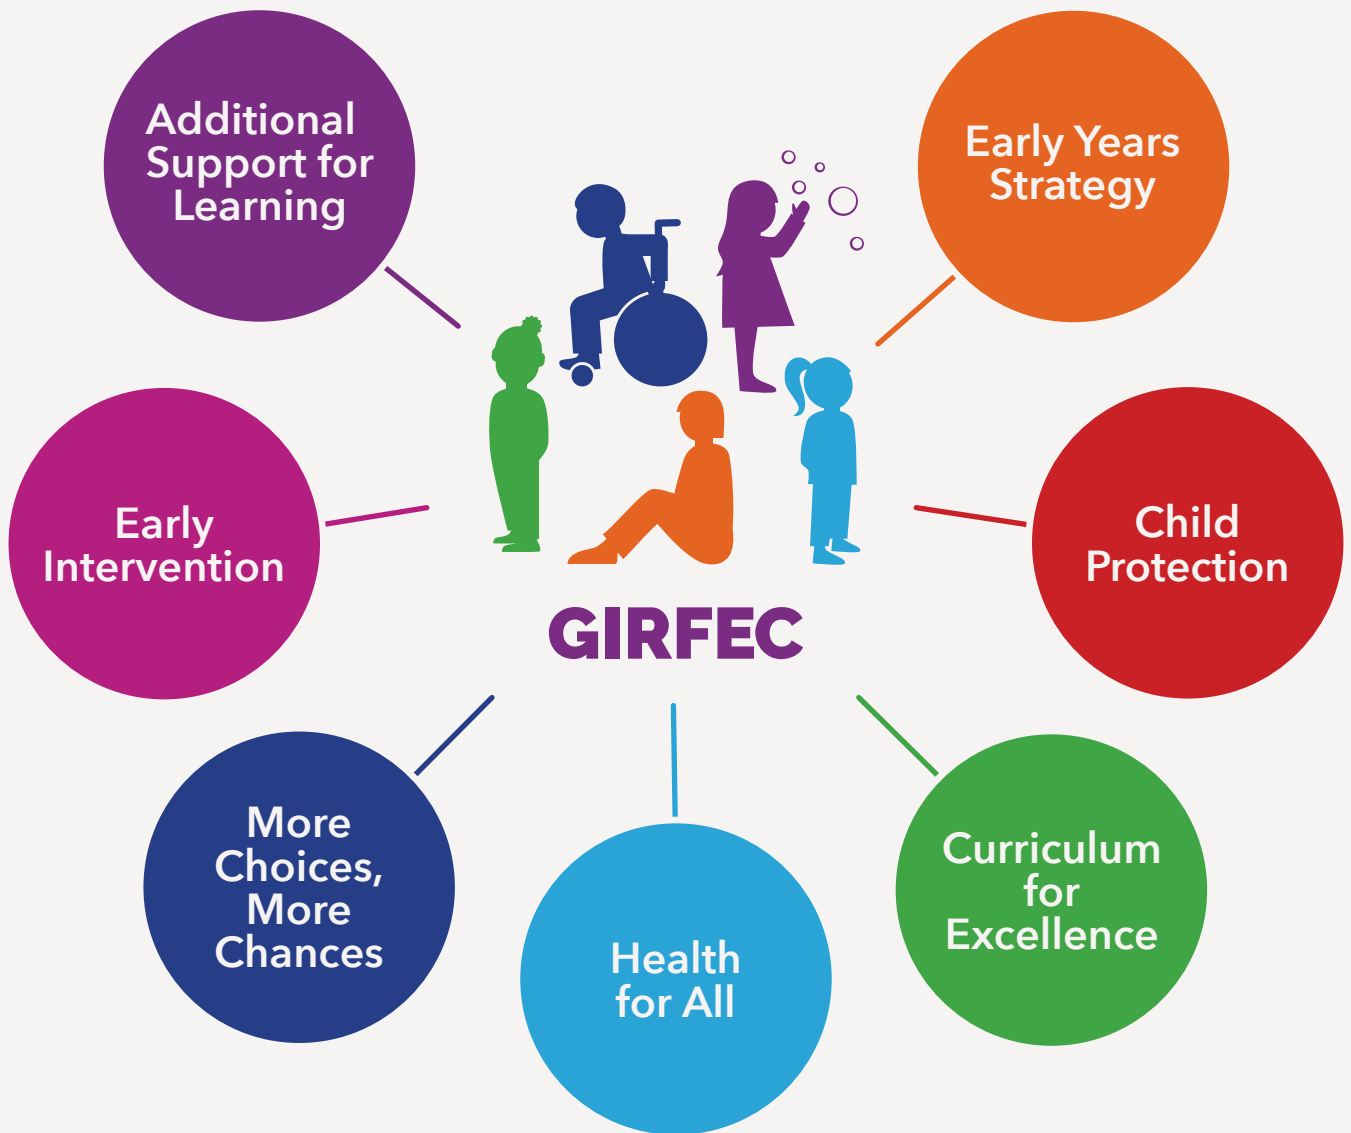 Additional
Support for
Learning
Early Years
Strategy
Early
Intervention
Child
Protection
GIRFEC
More
Choices,
More
Chances
Health
for All
Curriculum
for
Excellence